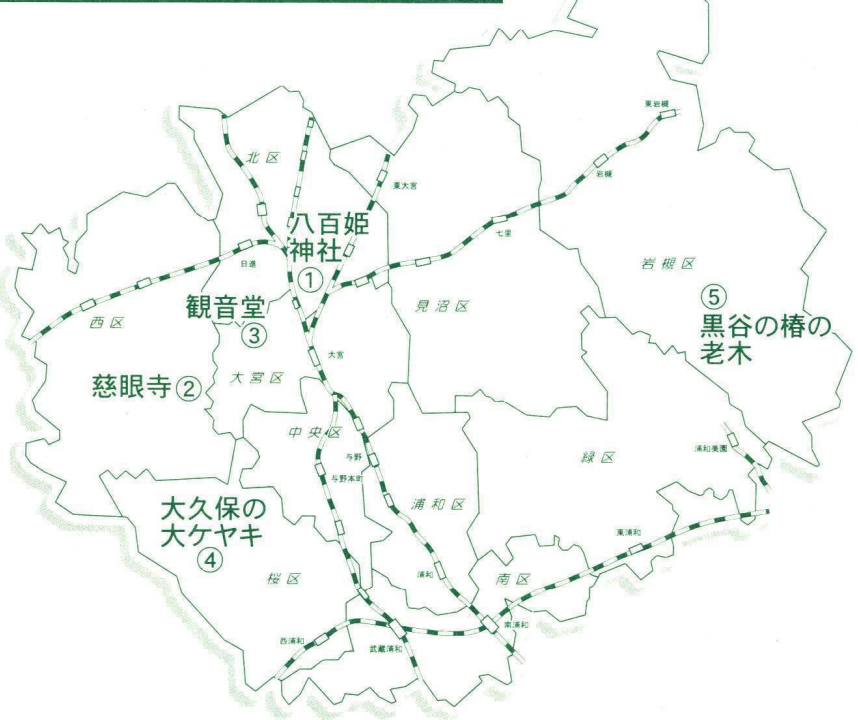 東岩槻
北区
岩槻
東大宮
八百姫
神社
①
七里
日進
岩槻区
見沼区
⑤
黒谷の椿の
老木
観音堂
③
西区
大宮
大宮区
慈眼寺②
中央区
与野
浦和美園
緑区
与野本町
大久保の
大ケヤキ
④
浦和区
東浦和
桜区
浦和
南区
南浦和
西浦和
武蔵浦和